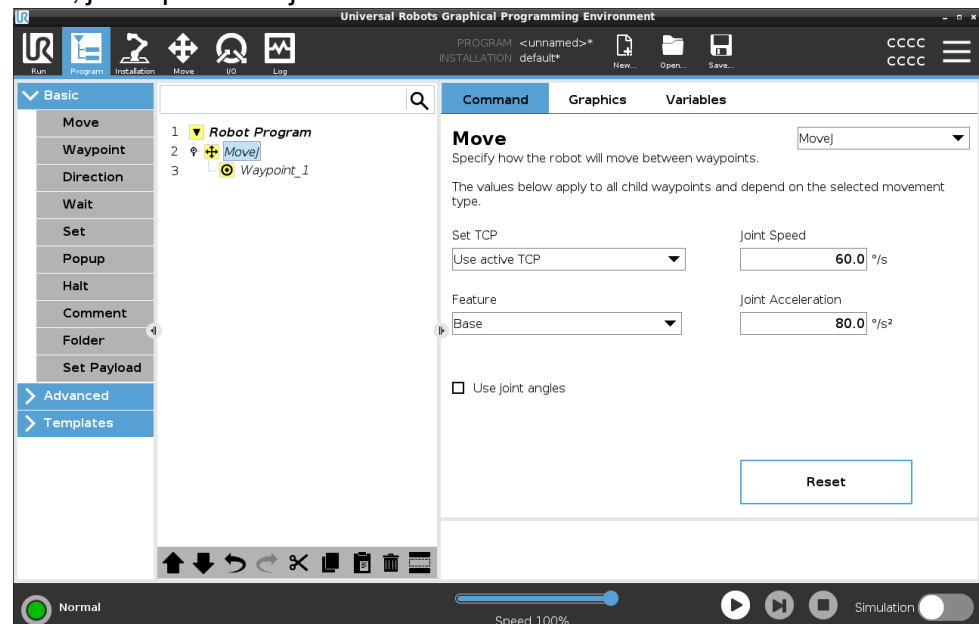 Universal Robots Graphical Programming Environment
Run
Program
Installation
Move
I/O
Log
PROGRAM <unnamed>*
INSTALLATION default*
New...
Open...
Save...
CCCC
CCCC
Basic
Move
Waypoint
Direction
Wait
Set
Popup
Halt
Comment
Folder
Set Payload
Advanced
Templates
1 Robot Program
2 MoveJ
3 Waypoint_1
Command Graphics Variables
Move
MoveJ
Specify how the robot will move between waypoints.
The values below apply to all child waypoints and depend on the selected movement
type.
Set TCP
Joint Speed
Use active TCP
60.0 °/s
Feature
Joint Acceleration
Base
80.0 °/s²
Use joint angles
Reset
Normal
Speed 100%
Simulation